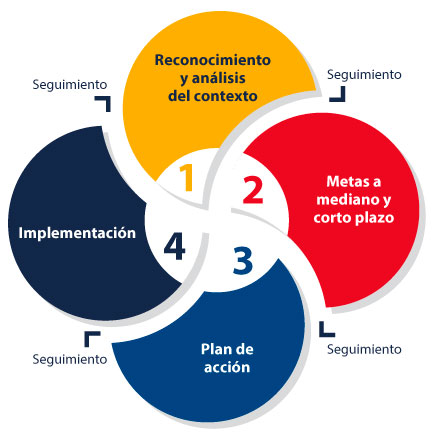 Reconocimiento
y análisis
del contexto
1
Seguimiento
2
Metas a
mediano y
corto plazo
Seguimiento
3
Plan de
acción
Seguimiento
4
Implementación
Seguimiento